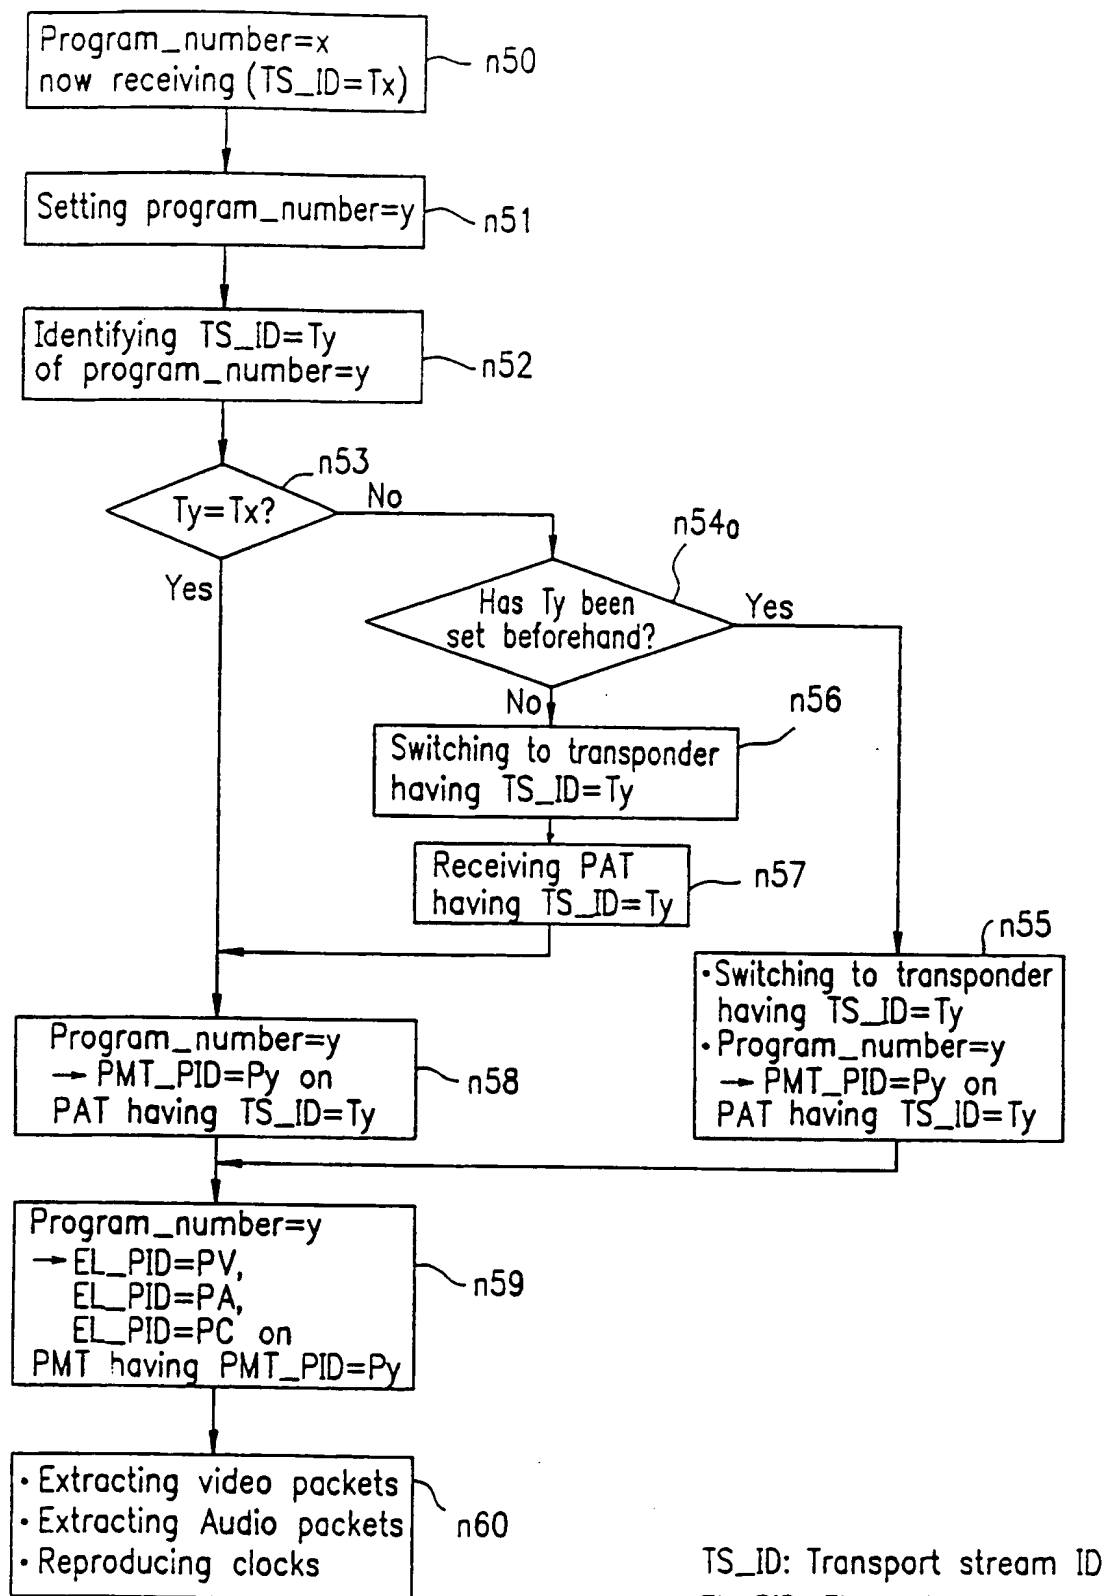 Program_number=x
now receiving (TS_ID=Tx)
n50
Setting program_number=y
n51
Identifying TS_ID=Ty
of program_number=y
n52
n53
Ty=Tx?
No
Yes
n54a
Has Ty been
set beforehand?
Yes
No
n56
Switching to transponder
having TS_ID=Ty
Receiving PAT
having TS_ID=Ty
n57
n55
•Switching to transponder
having TS_ID=Ty
•Program_number=y
→PMT_PID=Py on
PAT having TS_ID=Ty
Program_number=y
→PMT_PID=Py on
PAT having TS_ID=Ty
n58
Program_number=y
→EL_PID=PV,
EL_PID=PA,
EL_PID=PC on
PMT having PMT_PID=Py
n59
•Extracting video packets
•Extracting Audio packets
•Reproducing clocks
n60
TS_ID: Transport stream ID